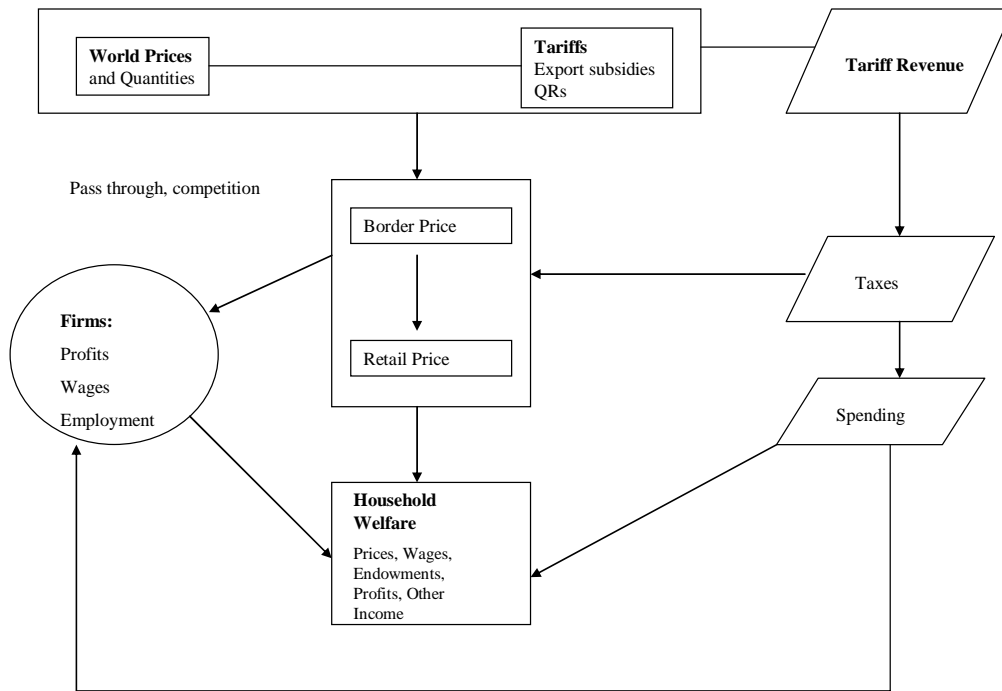 World Prices
and Quantities
Tariffs
Export subsidies
QRs
Tariff Revenue
Pass through, competition
Border Price
Taxes
Firms:
Profits
Wages
Employment
Retail Price
Spending
Household
Welfare
Prices, Wages,
Endowments,
Profits, Other
Income